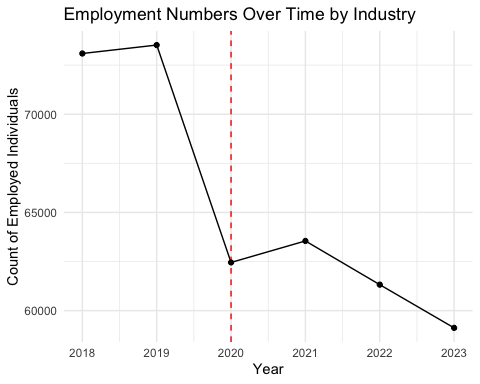 Employment Numbers Over Time by Industry
Count of Employed Individuals
70000
65000
60000
2018 2019 2020 2021 2022 2023
Year